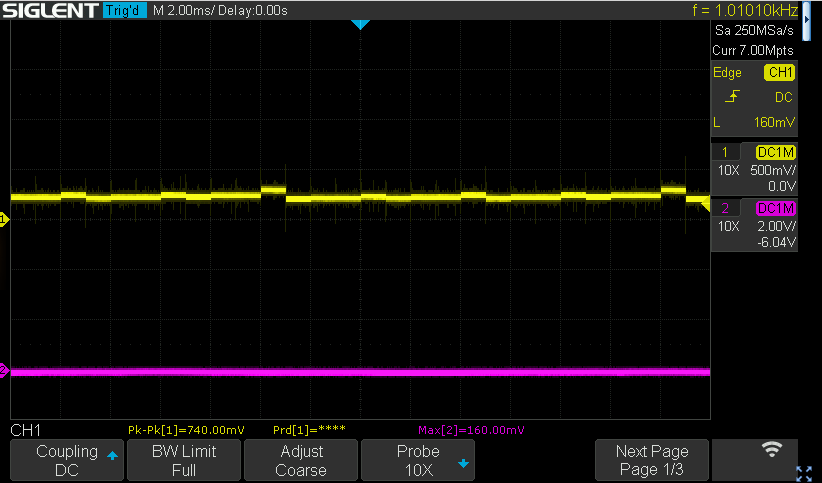 SIGLENT Trig'd M 2.00ms/ Delay:0.00s f = 1.01010kHz
Sa 250MSa/s
Curr 7.00Mpts
Edge CH1
DC
L 160mV
1 DC1M
10X 500mV/
0.0V
2 DC1M
10X 2.00V/
-6.04V
1
2
CH1 Pk-Pk[1]=740.00mV Prd[1]=**** Max[2]=160.00mV
Coupling BW Limit Adjust Probe Next Page
DC Full Coarse 10X Page 1/3